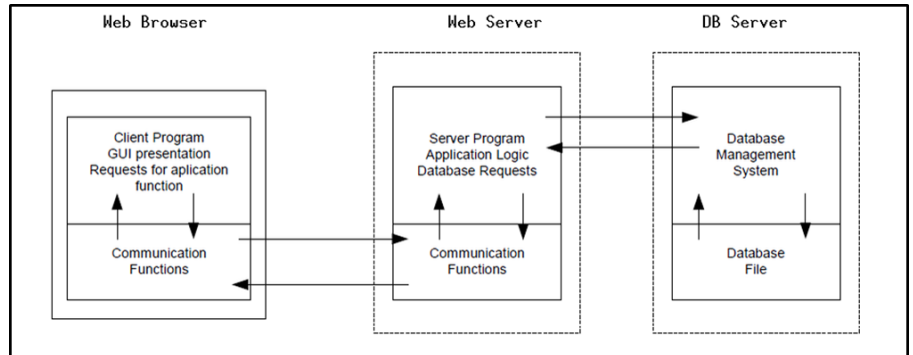 Web Browser
Web Server
DB Server
Client Program
GUI presentation
Requests for aplication
function
Communication
Functions
Server Program
Application Logic
Database Requests
Communication
Functions
Database
Management
System
Database
File